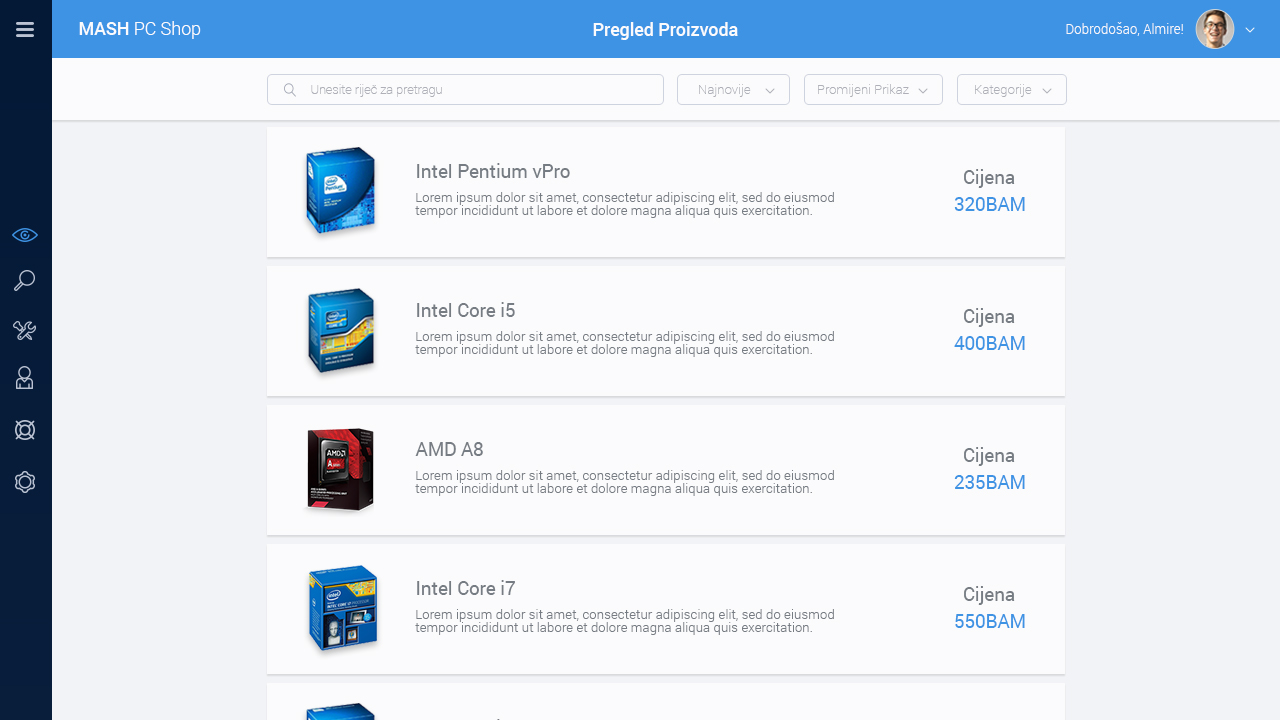 MASH PC Shop
Pregled Proizvoda
Dobrodošao, Almire!
Unesite riječ za pretragu
Najnovije
Promijeni Prikaz
Kategorije
Intel Pentium vPro
Lorem ipsum dolor sit amet, consectetur adipiscing elit, sed do eiusmod
tempor incididunt ut labore et dolore magna aliqua quis exercitation.
Cijena
320BAM
Intel Core i5
Lorem ipsum dolor sit amet, consectetur adipiscing elit, sed do eiusmod
tempor incididunt ut labore et dolore magna aliqua quis exercitation.
Cijena
400BAM
AMD
AMD A8
Lorem ipsum dolor sit amet, consectetur adipiscing elit, sed do eiusmod
tempor incididunt ut labore et dolore magna aliqua quis exercitation.
Cijena
235BAM
Intel Core i7
Lorem ipsum dolor sit amet, consectetur adipiscing elit, sed do eiusmod
tempor incididunt ut labore et dolore magna aliqua quis exercitation.
Cijena
550BAM